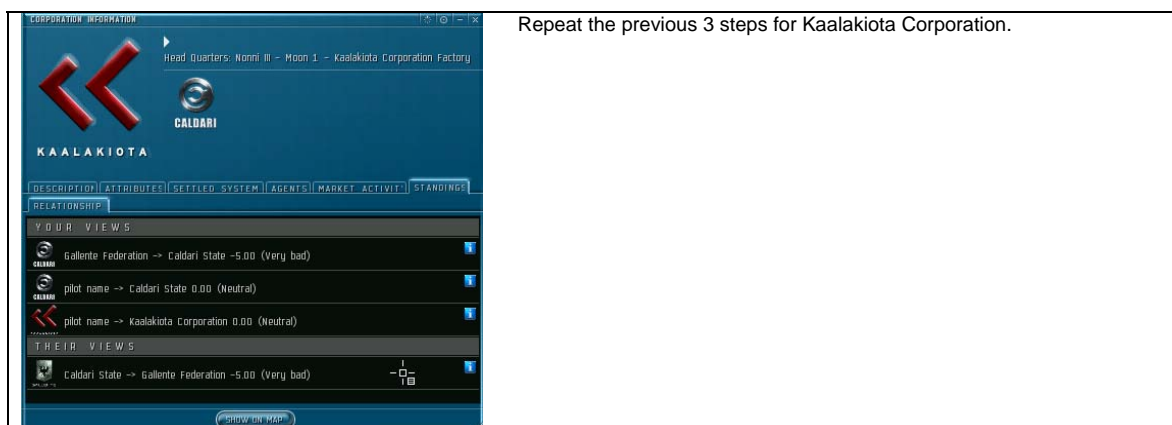 CORPORATION INFORMATION
Repeat the previous 3 steps for Kaalakiota Corporation.
Head Quarters: Nonni III - Moon 1 - Kaalakiota Corporation Factory
CALDARI
KAALAKIOTA
DESCRIPTION ATTRIBUTES SETTLED SYSTEM AGENTS MARKET ACTIVIT STANDINGS
RELATIONSHIP
YOUR VIEWS
CALDARI
Gallente Federation -> Caldari State -5.00 (Very bad)
CALDARI
pilot name -> Caldari State 0.00 (Neutral)
pilot name -> Kaalakiota Corporation 0.00 (Neutral)
THEIR VIEWS
Caldari State -> Gallente Federation -5.00 (Very bad)
SHOW ON MAP